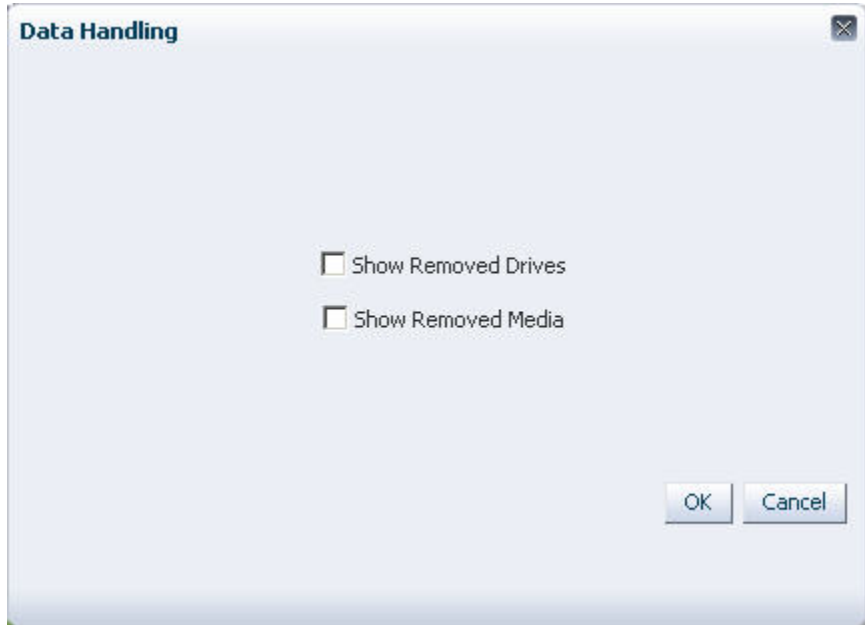 Data Handling
Show Removed Drives
Show Removed Media
OK Cancel